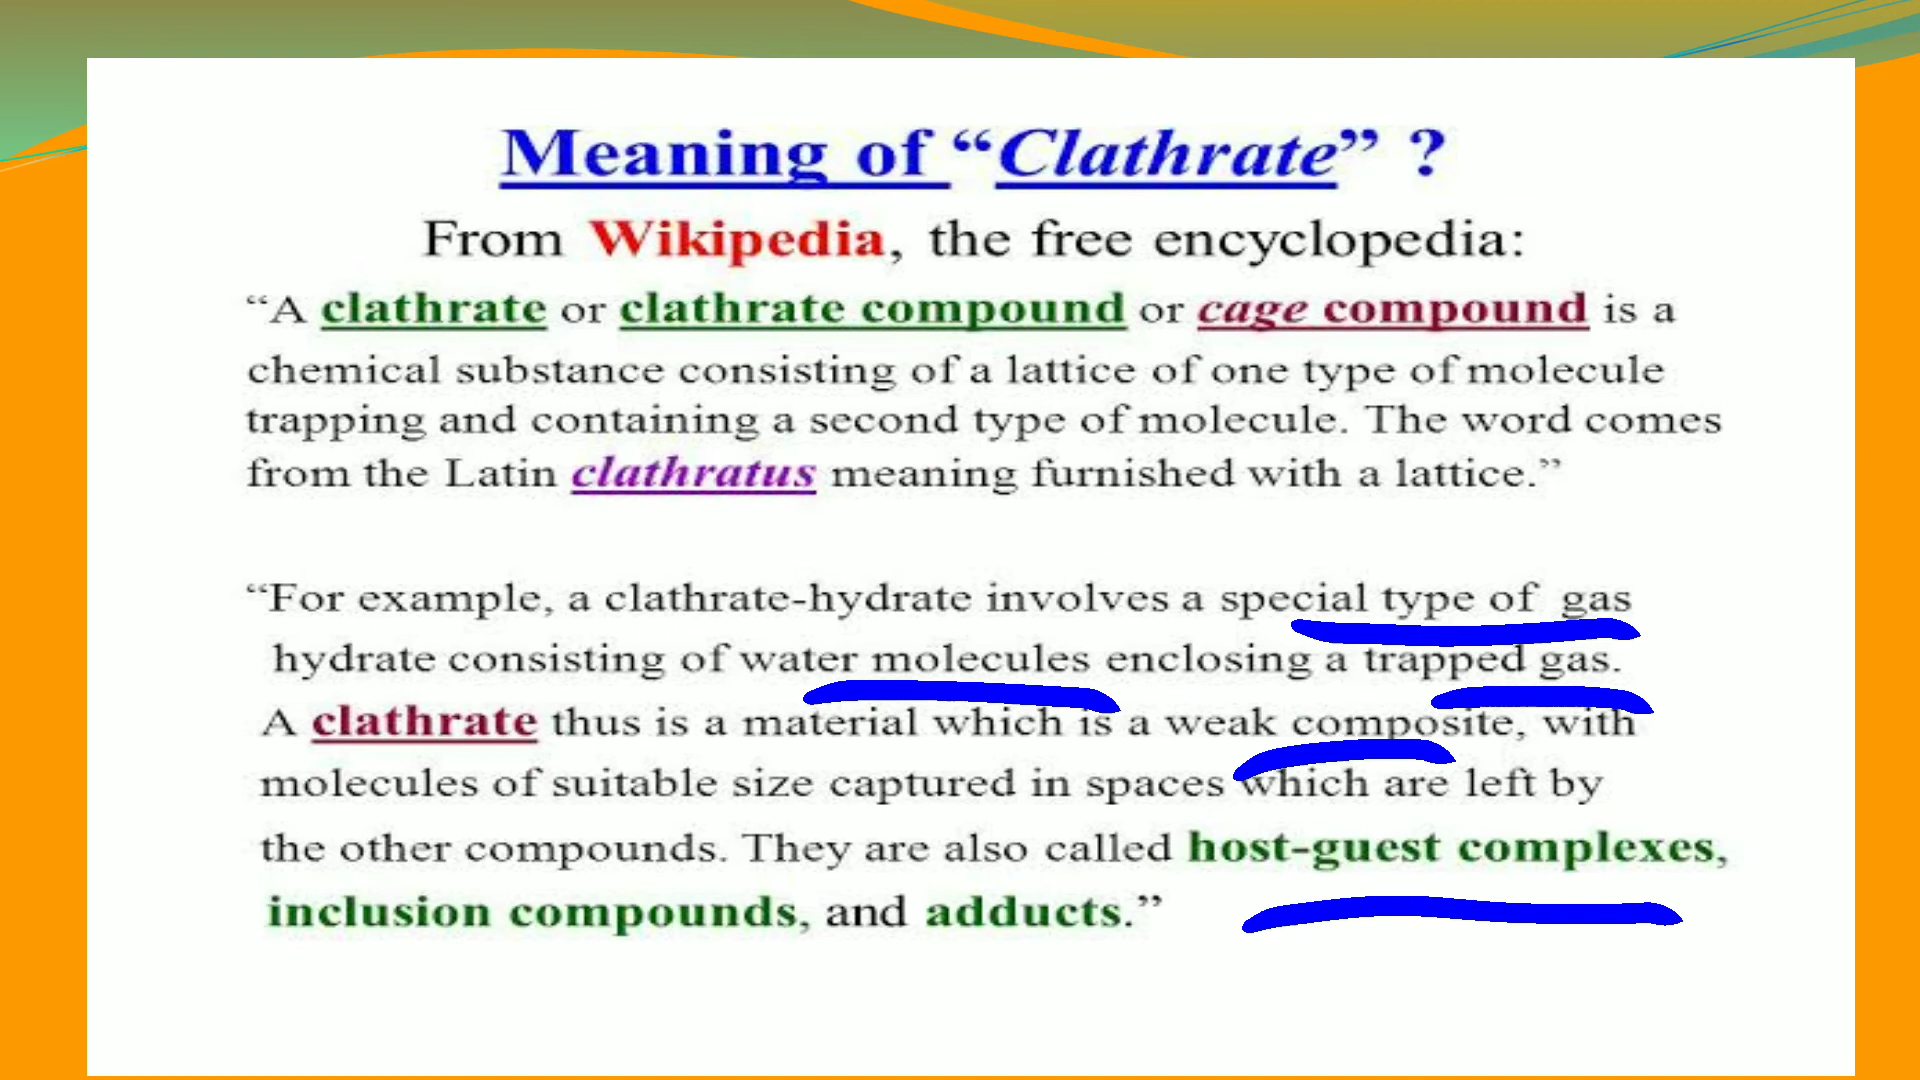 Meaning of “Clathrate” ?
From Wikipedia, the free encyclopedia:
“A clathrate or clathrate compound or cage compound is a
chemical substance consisting of a lattice of one type of molecule
trapping and containing a second type of molecule. The word comes
from the Latin clathratus meaning furnished with a lattice.”
“For example, a clathrate-hydrate involves a special type of gas
hydrate consisting of water molecules enclosing a trapped gas.
A clathrate thus is a material which is a weak composite, with
molecules of suitable size captured in spaces which are left by
the other compounds. They are also called host-guest complexes,
inclusion compounds, and adducts.”